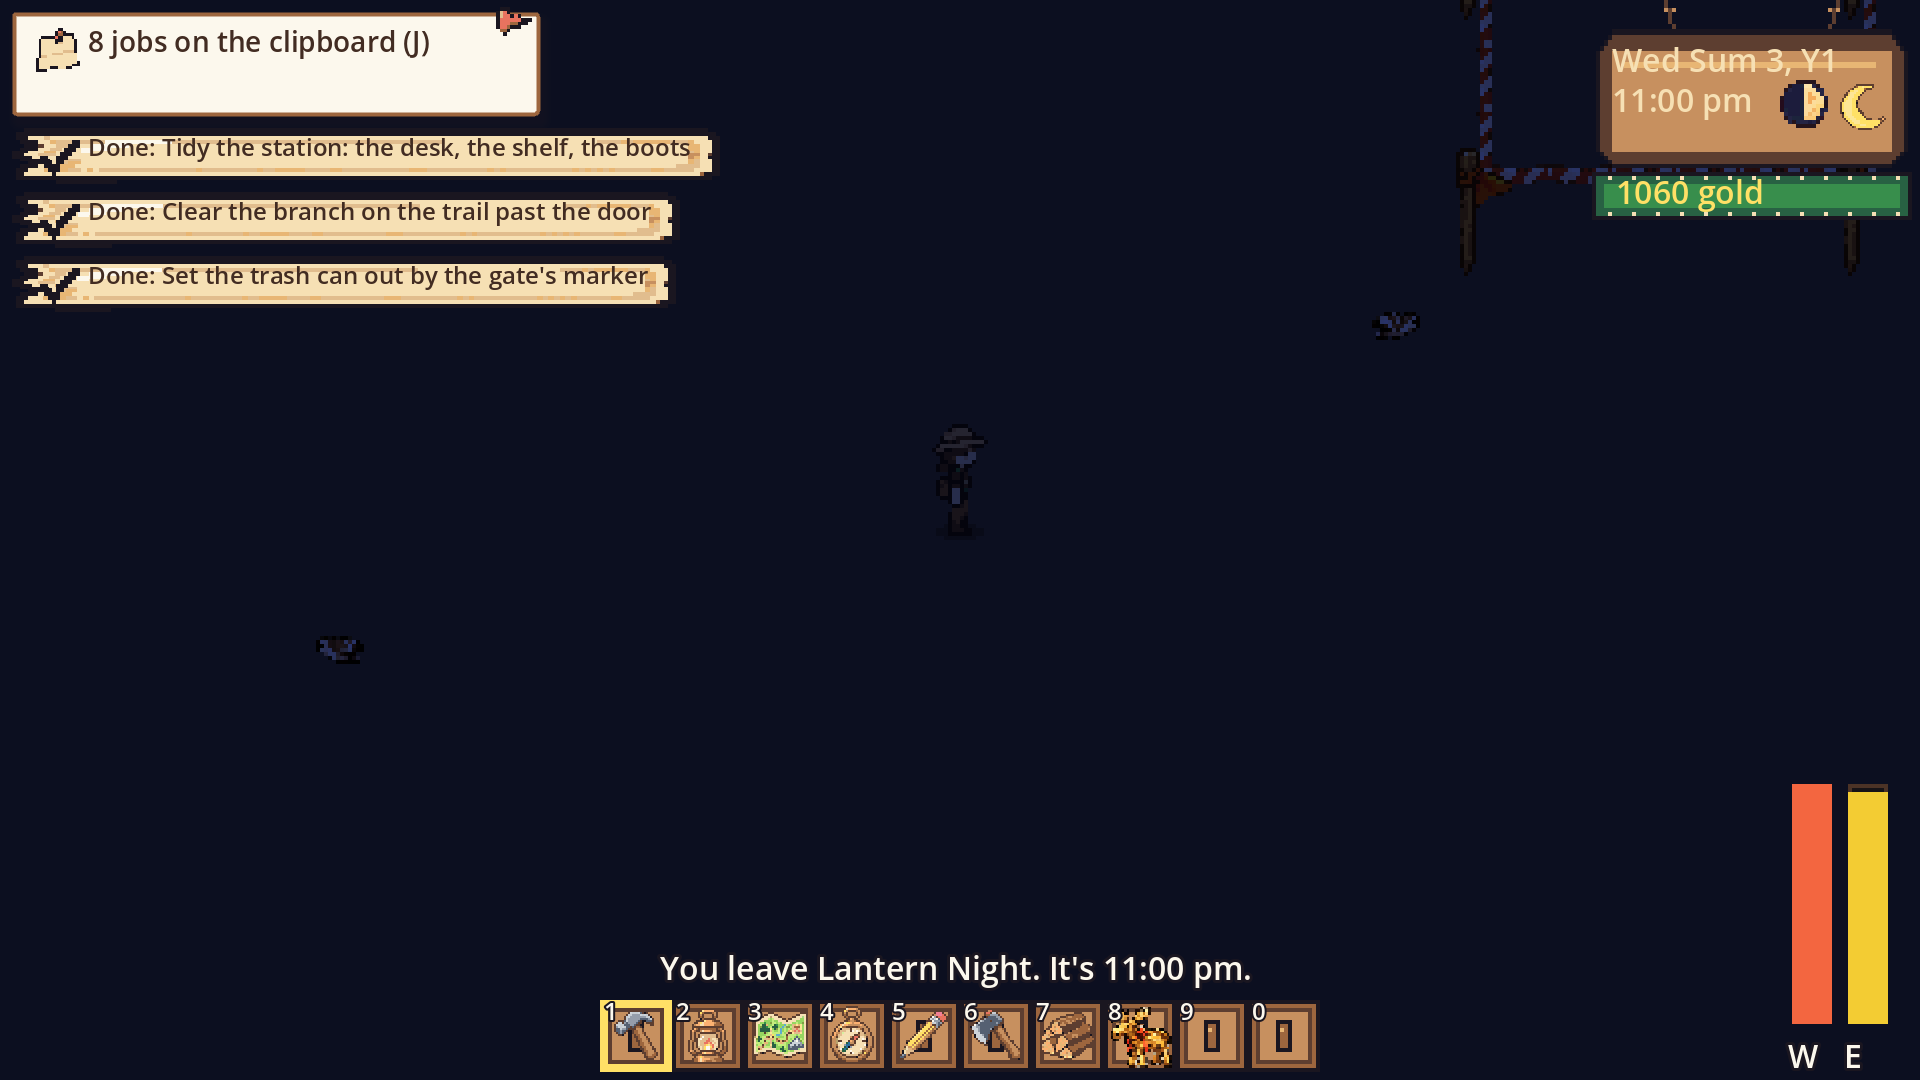 8 jobs on the clipboard (J)
Done: Tidy the station: the desk, the shelf, the boots
Done: Clear the branch on the trail past the door
Done: Set the trash can out by the gate's marker
Wed Sum 3, Y1
11:00 pm
1060 gold
You leave Lantern Night. It's 11:00 pm.
1 2 3 4 5 6 7 8 9 0
W E